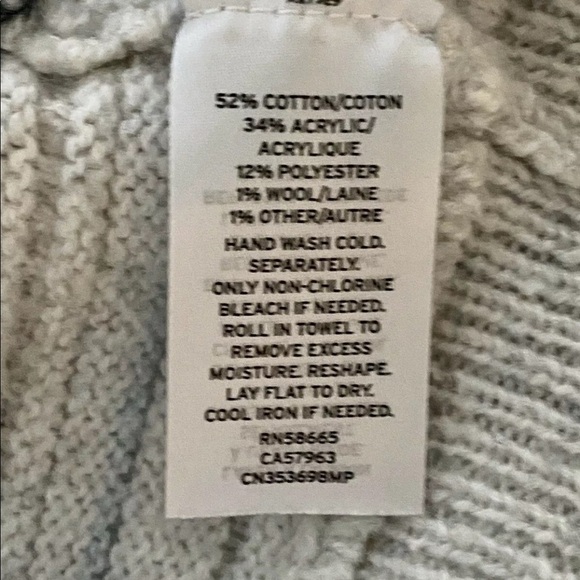 52% COTTON/COTON
34% ACRYLIC/
ACRYLIQUE
12% POLYESTER
1% WOOL/LAINE
1% OTHER/AUTRE
HAND WASH COLD.
SEPARATELY.
ONLY NON-CHLORINE
BLEACH IF NEEDED.
ROLL IN TOWEL TO
REMOVE EXCESS
MOISTURE. RESHAPE.
LAY FLAT TO DRY.
COOL IRON IF NEEDED.
RN58665
CA57963
CN353698MP